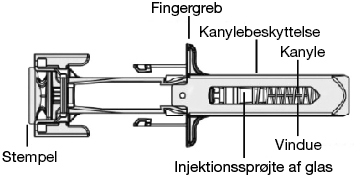 Fingergreb
Kanylebeskyttelse
Kanyle
Stempel
Vindue
Injektionssprøjte af glas